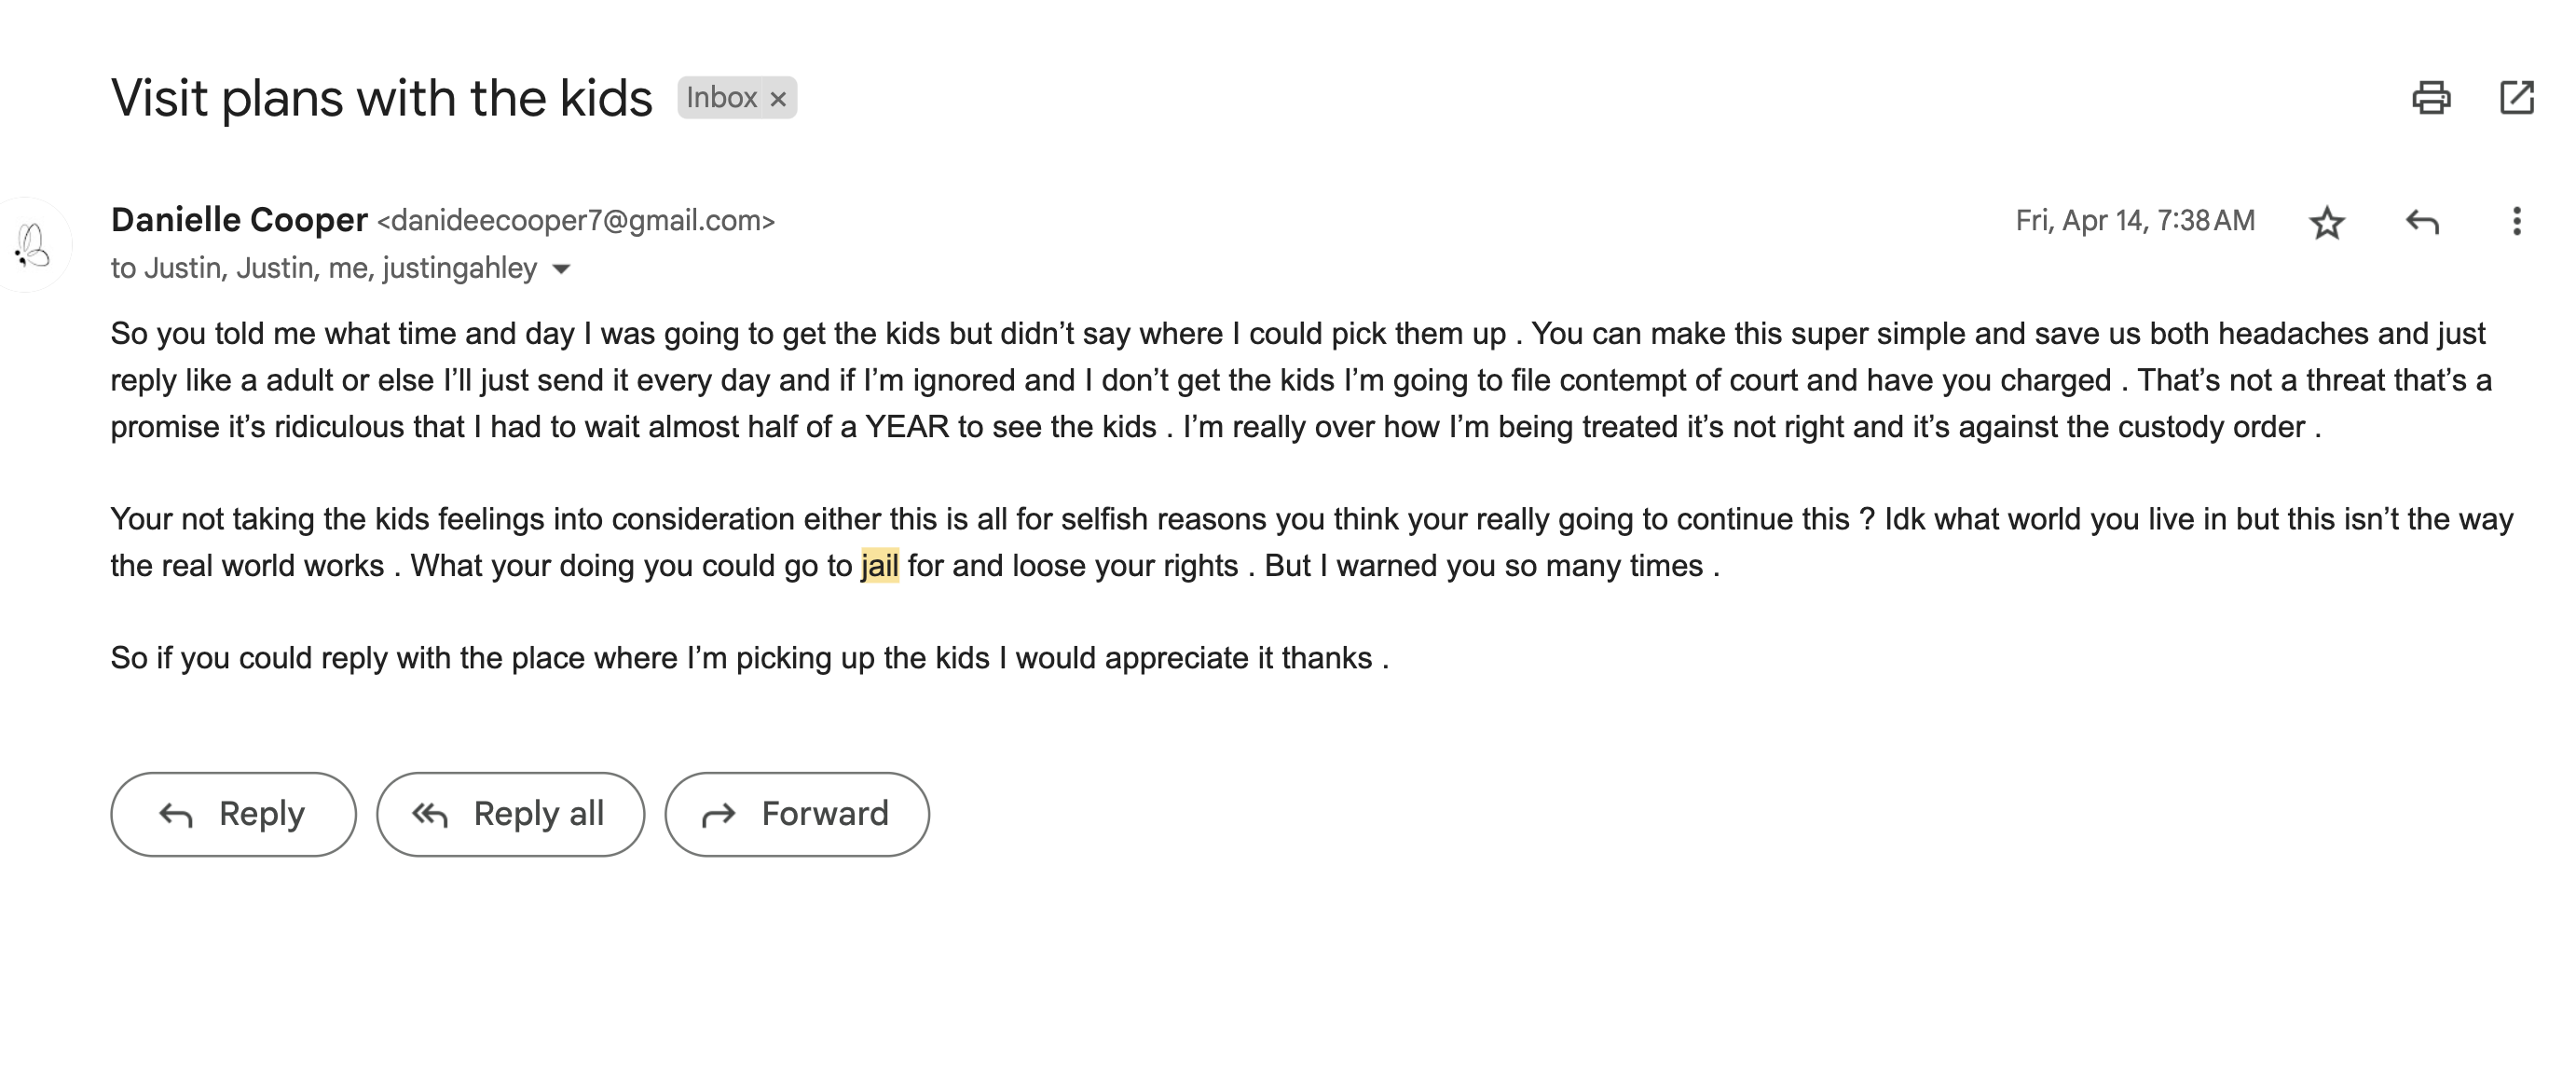 Visit plans with the kids Inbox ×
Danielle Cooper <danideecooper7@gmail.com> Fri, Apr 14, 7:38 AM
to Justin, Justin, me, justingahley
So you told me what time and day I was going to get the kids but didn’t say where I could pick them up . You can make this super simple and save us both headaches and just
reply like a adult or else I’ll just send it every day and if I’m ignored and I don’t get the kids I’m going to file contempt of court and have you charged . That’s not a threat that’s a
promise it’s ridiculous that I had to wait almost half of a YEAR to see the kids . I’m really over how I’m being treated it’s not right and it’s against the custody order .
Your not taking the kids feelings into consideration either this is all for selfish reasons you think your really going to continue this ? Idk what world you live in but this isn’t the way
the real world works . What your doing you could go to jail for and loose your rights . But I warned you so many times .
So if you could reply with the place where I’m picking up the kids I would appreciate it thanks .
Reply Reply all Forward